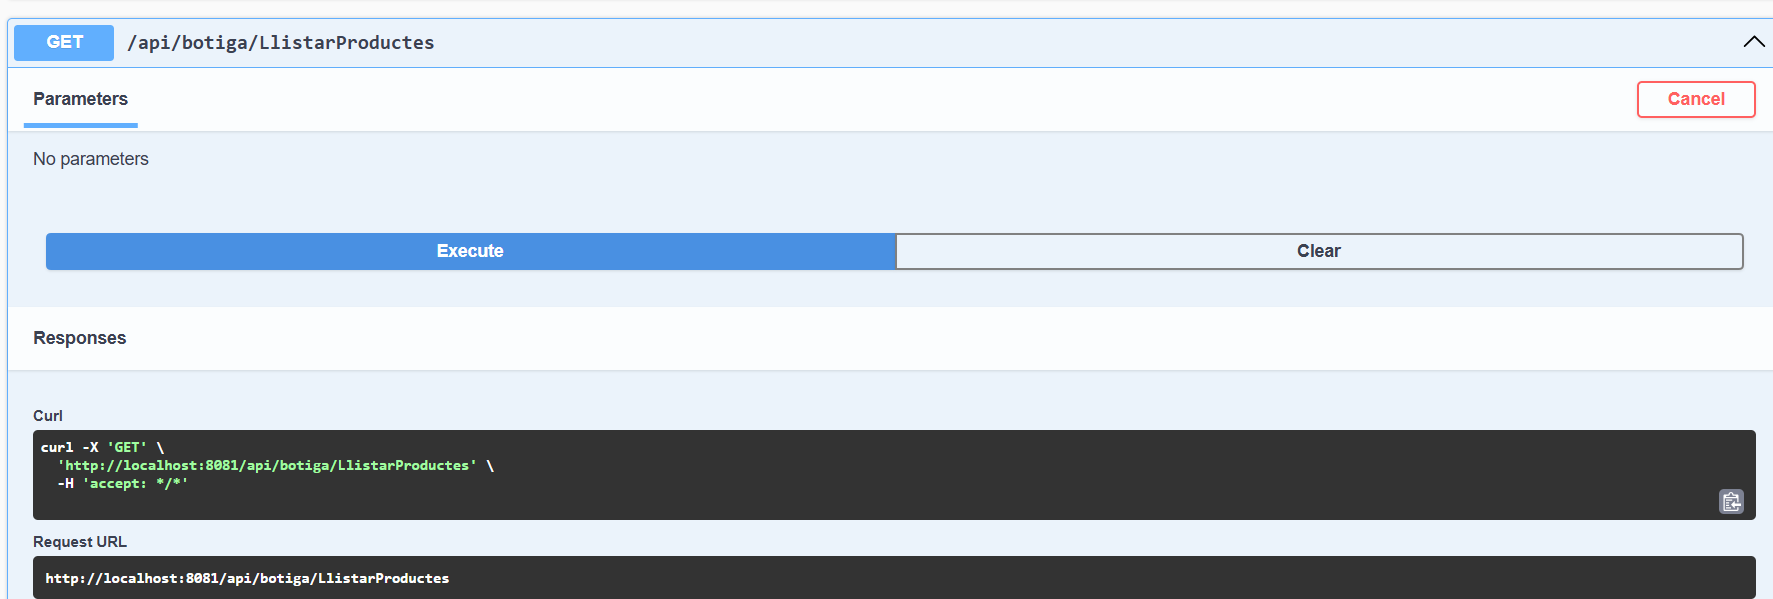 GET /api/botiga/LlistarProductes
Parameters
Cancel
No parameters
Execute
Clear
Responses
Curl
curl -X 'GET' \
  'http://localhost:8081/api/botiga/LlistarProductes' \
  -H 'accept: */*'
Request URL
http://localhost:8081/api/botiga/LlistarProductes